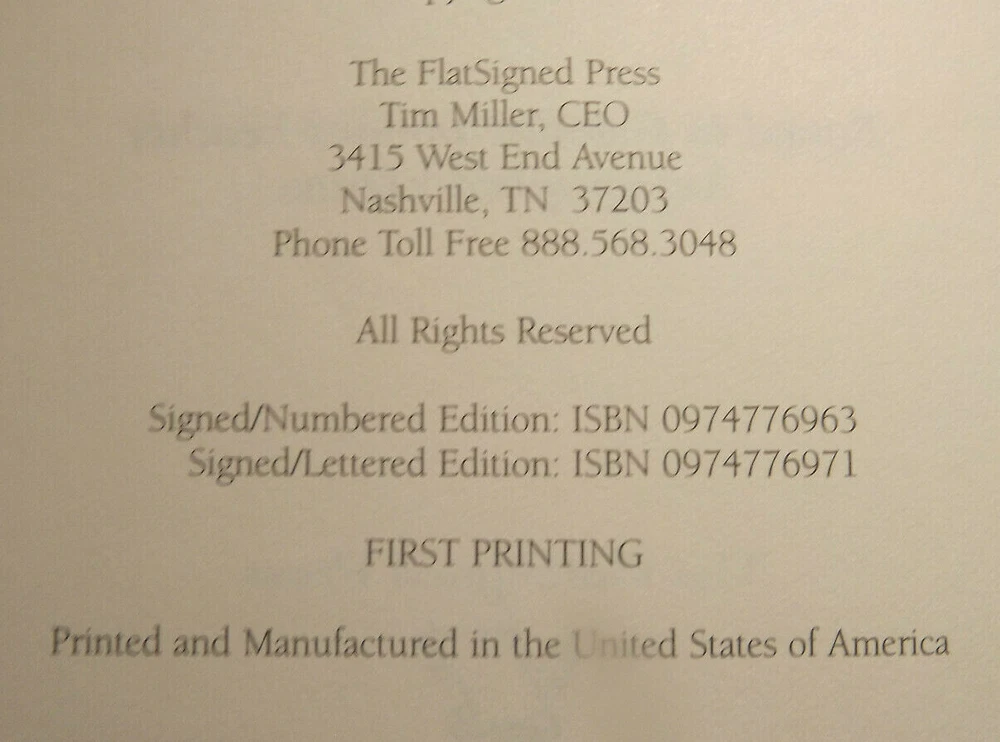 The FlatSigned Press
Tim Miller, CEO
3415 West End Avenue
Nashville, TN 37203
Phone Toll Free 888.568.3048
All Rights Reserved
Signed/Numbered Edition: ISBN 0974776963
Signed/Lettered Edition: ISBN 0974776971
FIRST PRINTING
Printed and Manufactured in the United States of America